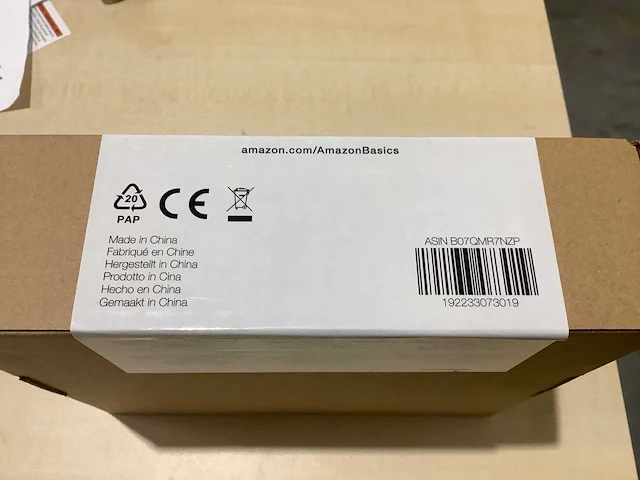 amazon.com/AmazonBasics
20
PAP
CE
Made in China
Fabriqué en Chine
Hergestellt in China
Prodotto in Cina
Hecho en China
Gemaakt in China
ASIN B07QMR7NZP
192233073019